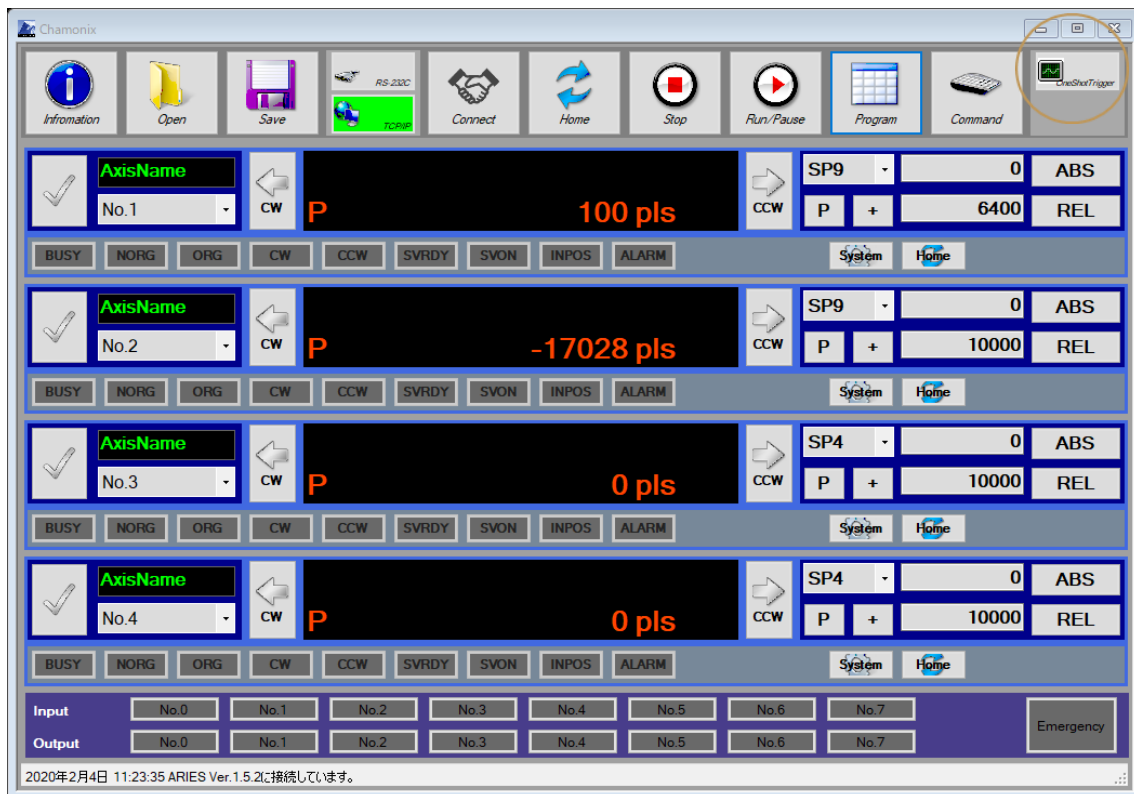 Chamonix
RS-232C
OneShotTrigger
TCP/IP
Infromation Open Save Connect Home Stop Run/Pause Program Command
AxisName SP9 0 ABS
No.1 CW P 100 pls CCW P + 6400 REL
BUSY NORG ORG CW CCW SVRDY SVON INPOS ALARM System Home
AxisName SP9 0 ABS
No.2 CW P -17028 pls CCW P + 10000 REL
BUSY NORG ORG CW CCW SVRDY SVON INPOS ALARM System Home
AxisName SP4 0 ABS
No.3 CW P 0 pls CCW P + 10000 REL
BUSY NORG ORG CW CCW SVRDY SVON INPOS ALARM System Home
AxisName SP4 0 ABS
No.4 CW P 0 pls CCW P + 10000 REL
BUSY NORG ORG CW CCW SVRDY SVON INPOS ALARM System Home
Input No.0 No.1 No.2 No.3 No.4 No.5 No.6 No.7
Emergency
Output No.0 No.1 No.2 No.3 No.4 No.5 No.6 No.7
2020年2月4日 11:23:35 ARIES Ver.1.5.2に接続しています。